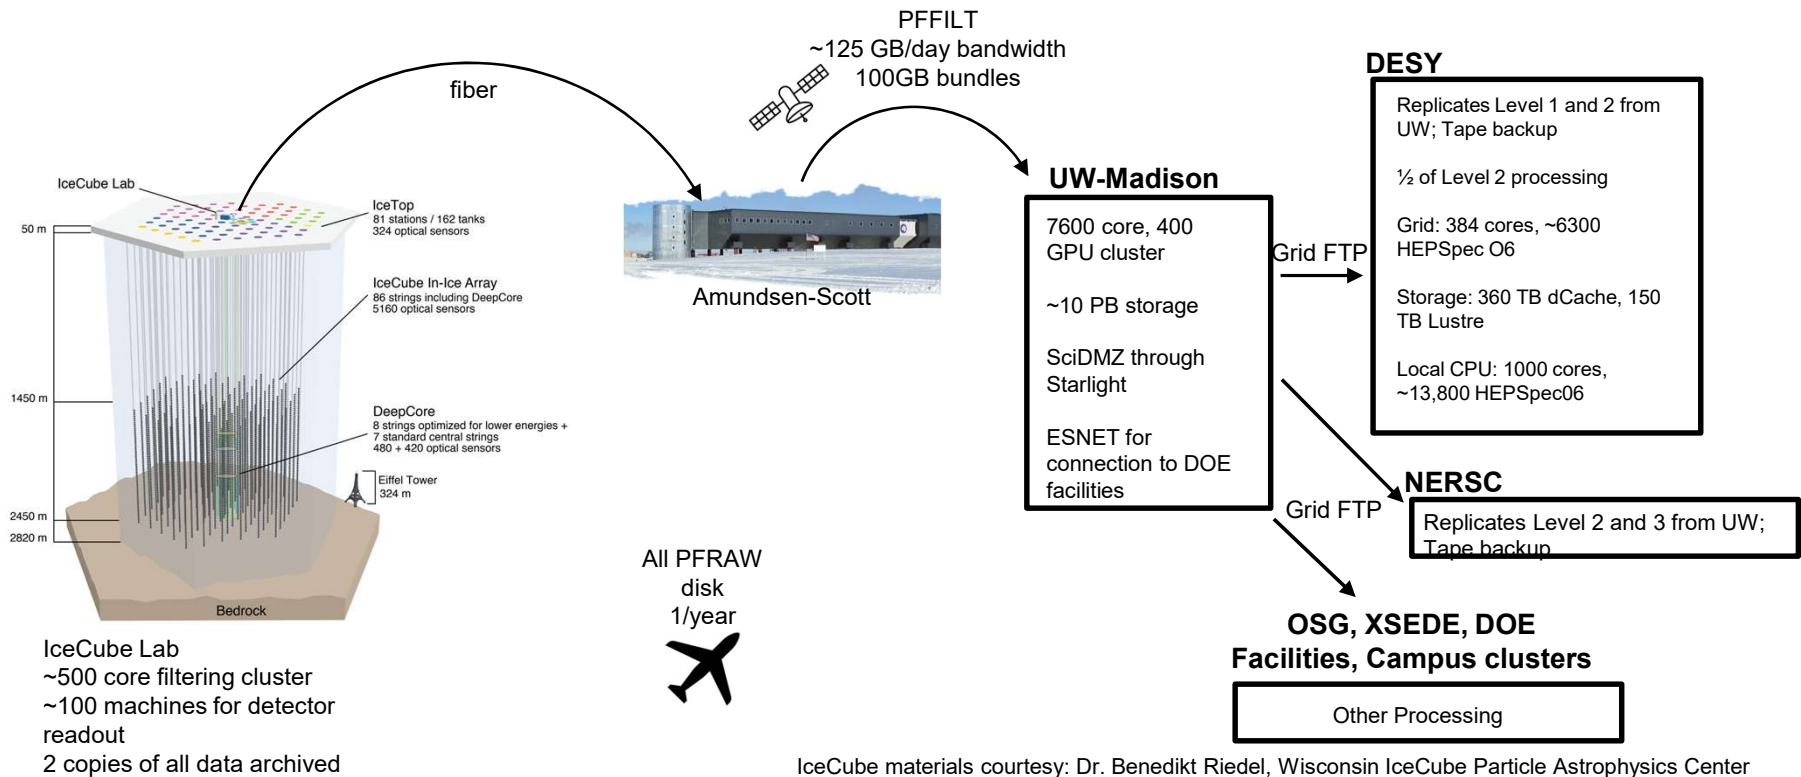 PFFILT
~125 GB/day bandwidth
100GB bundles
fiber
IceCube Lab
IceTop
81 stations / 162 tanks
324 optical sensors
50 m
IceCube In-Ice Array
86 strings including DeepCore
5160 optical sensors
1450 m
DeepCore
8 strings optimized for lower energies +
7 standard central strings
480 + 420 optical sensors
Eiffel Tower
324 m
2450 m
2820 m
Bedrock
IceCube Lab
~500 core filtering cluster
~100 machines for detector
readout
2 copies of all data archived
Amundsen-Scott
All PFRAW
disk
1/year
UW-Madison
7600 core, 400
GPU cluster
~10 PB storage
SciDMZ through
Starlight
ESNET for
connection to DOE
facilities
Grid FTP
Grid FTP
DESY
Replicates Level 1 and 2 from
UW; Tape backup
½ of Level 2 processing
Grid: 384 cores, ~6300
HEPSpec O6
Storage: 360 TB dCache, 150
TB Lustre
Local CPU: 1000 cores,
~13,800 HEPSpec06
NERSC
Replicates Level 2 and 3 from UW;
Tape backup
OSG, XSEDE, DOE
Facilities, Campus clusters
Other Processing
IceCube materials courtesy: Dr. Benedikt Riedel, Wisconsin IceCube Particle Astrophysics Center